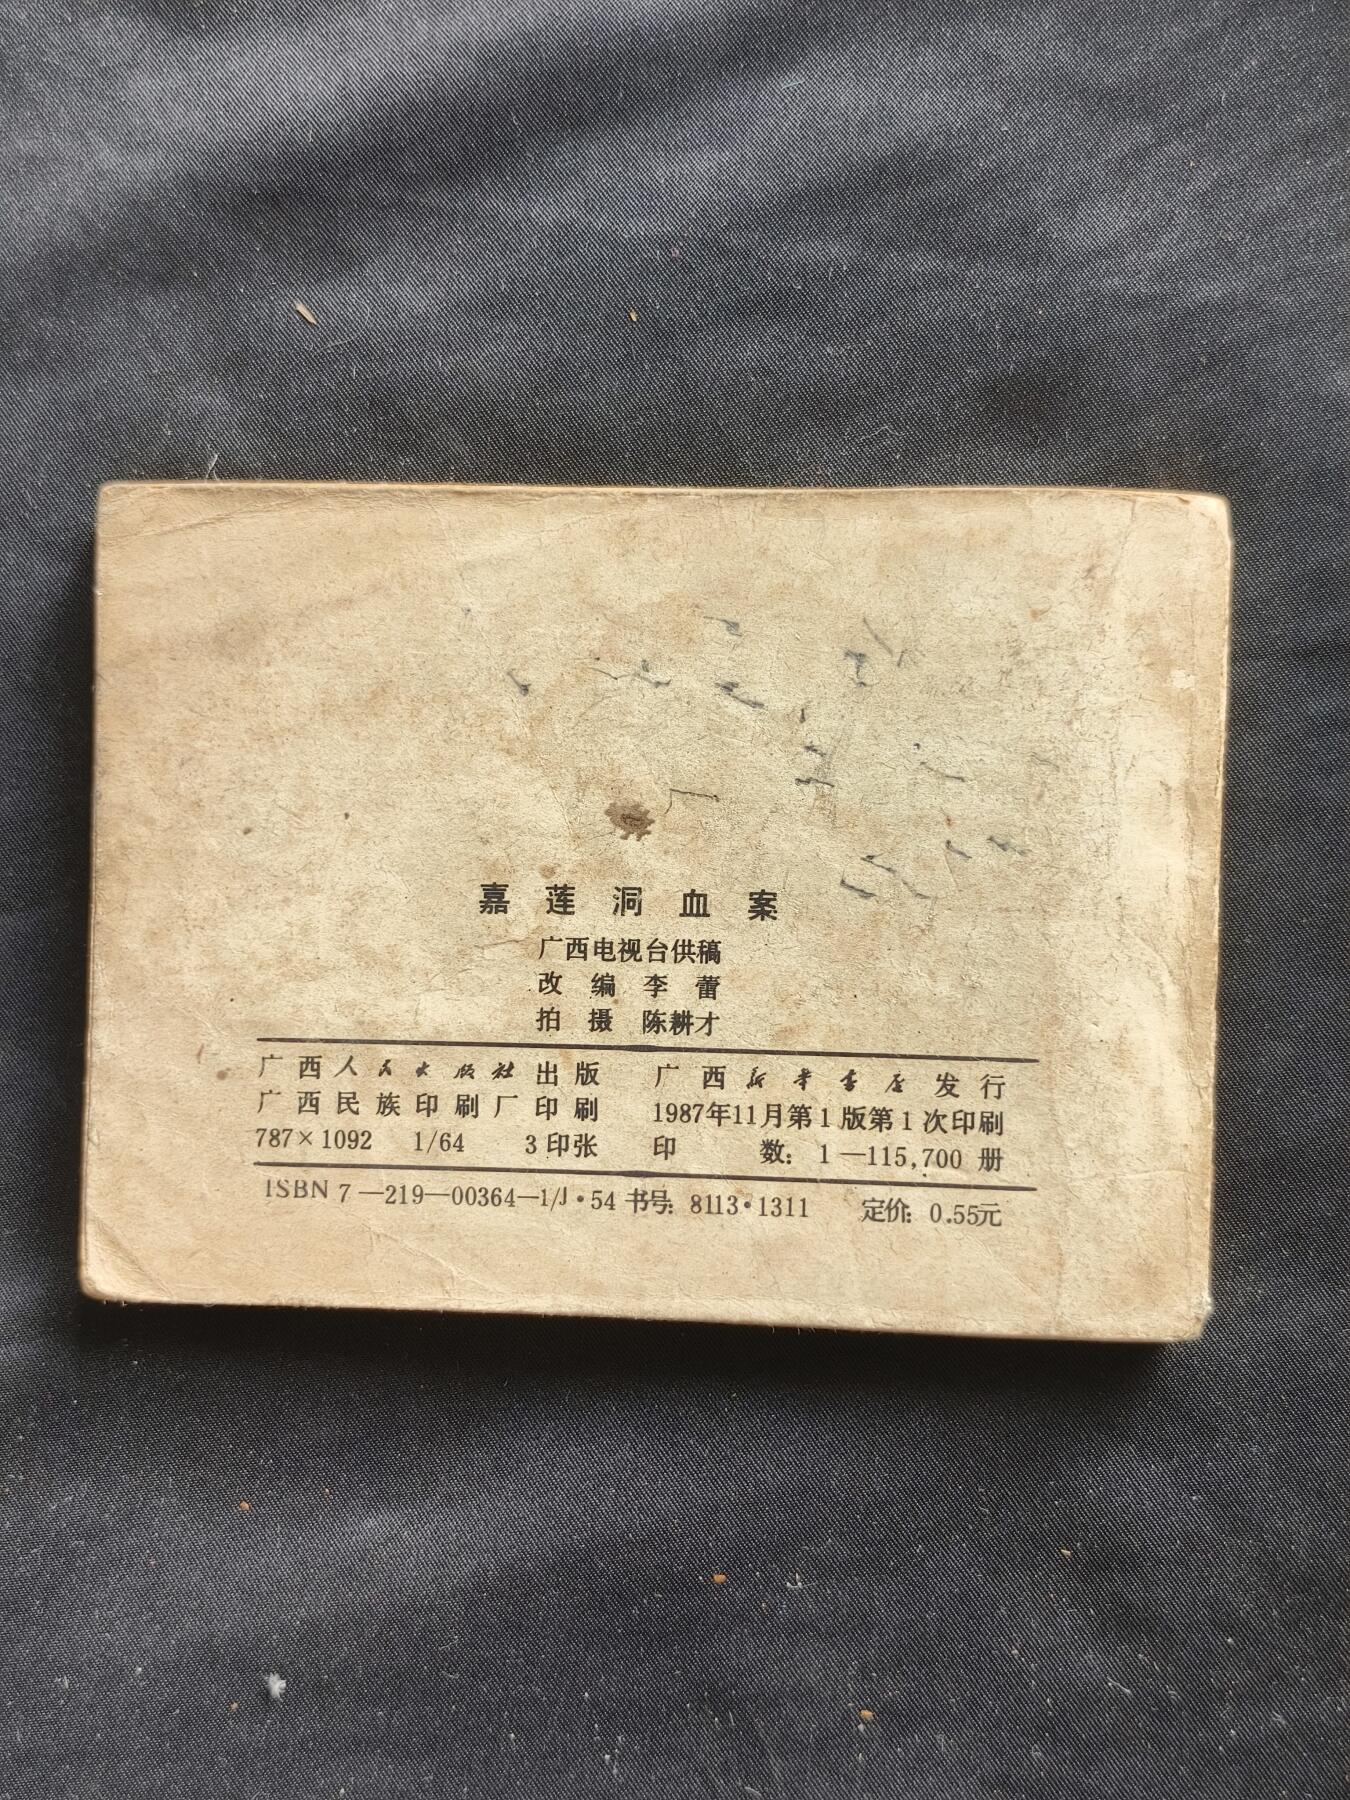 嘉莲洞血案
广西电视台供稿
改编 李蕾
拍摄 陈耕才
广西人民出版社出版 广西新华书店发行
广西民族印刷厂印刷 1987年11月第1版第1次印刷
787×1092 1/64 3印张 印数：1—115,700 册
ISBN 7—219—00364—1/J·54 书号：8113·1311 定价：0.55元